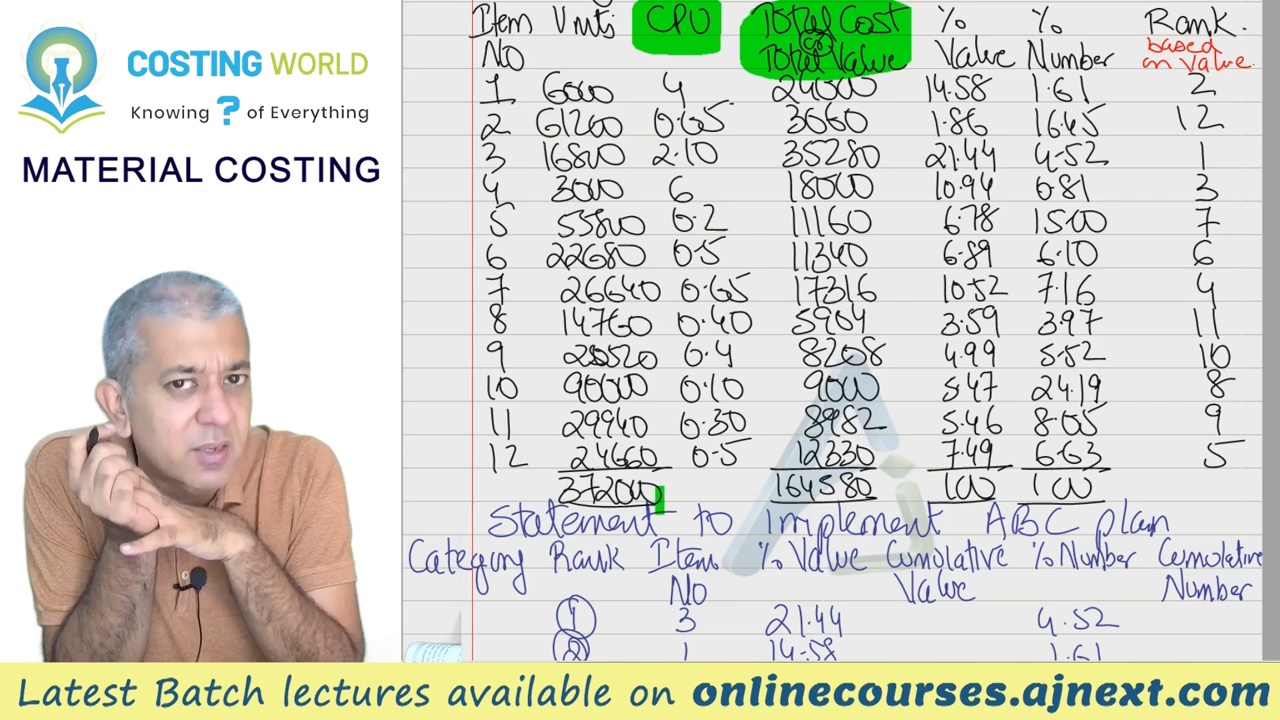 COSTING WORLD
Knowing ? of Everything
MATERIAL COSTING
Item No Units CPU Total Cost or Total Value % Value % Number Rank based on value
1 6000 4 24000 14.58 1.61 2
2 61200 0.05 3060 1.86 16.45 12
3 16800 2.10 35280 21.44 4.52 1
4 3000 6 18000 10.94 0.81 3
5 55800 0.2 11160 6.78 15.00 7
6 22680 0.5 11340 6.89 6.10 6
7 26640 0.65 17316 10.52 7.16 4
8 14760 0.40 5904 3.59 3.97 11
9 20520 0.4 8208 4.99 5.52 10
10 90000 0.10 9000 5.47 24.19 8
11 29940 0.30 8982 5.46 8.05 9
12 24660 0.5 12330 7.49 6.63 5
372000 164580 100 100
Statement to implement ABC plan
Category Rank Item No % Value Cumulative Value % Number Cumulative Number
1 3 21.44 4.52
2 1 14.58 1.61
Latest Batch lectures available on onlinecourses.ajnext.com